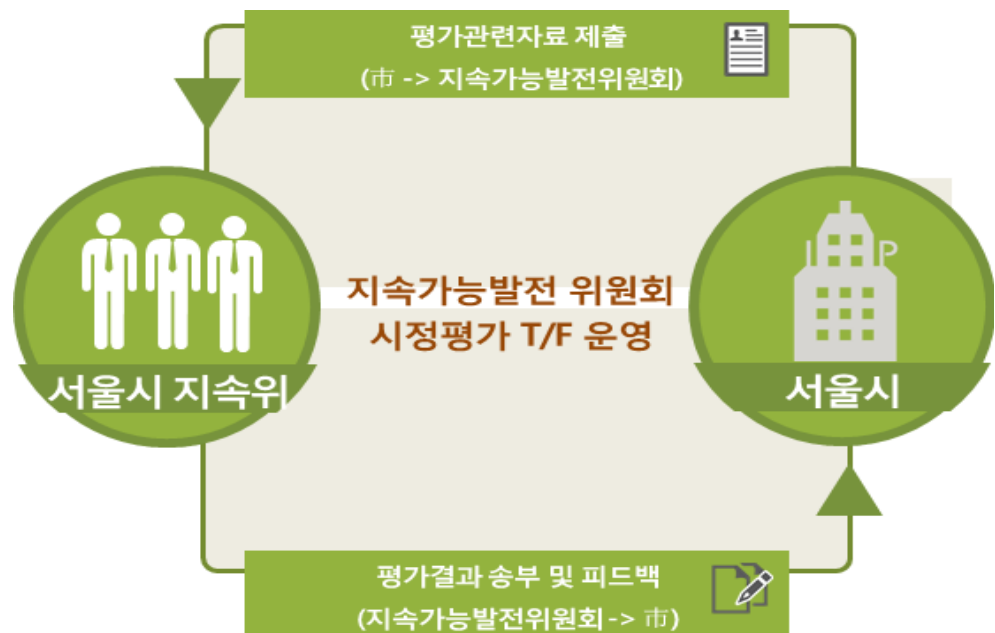 평가관련자료 제출
(市 -> 지속가능발전위원회)
지속가능발전 위원회
시정평가 T/F 운영
서울시 지속위
서울시
평가결과 송부 및 피드백
(지속가능발전위원회 -> 市)